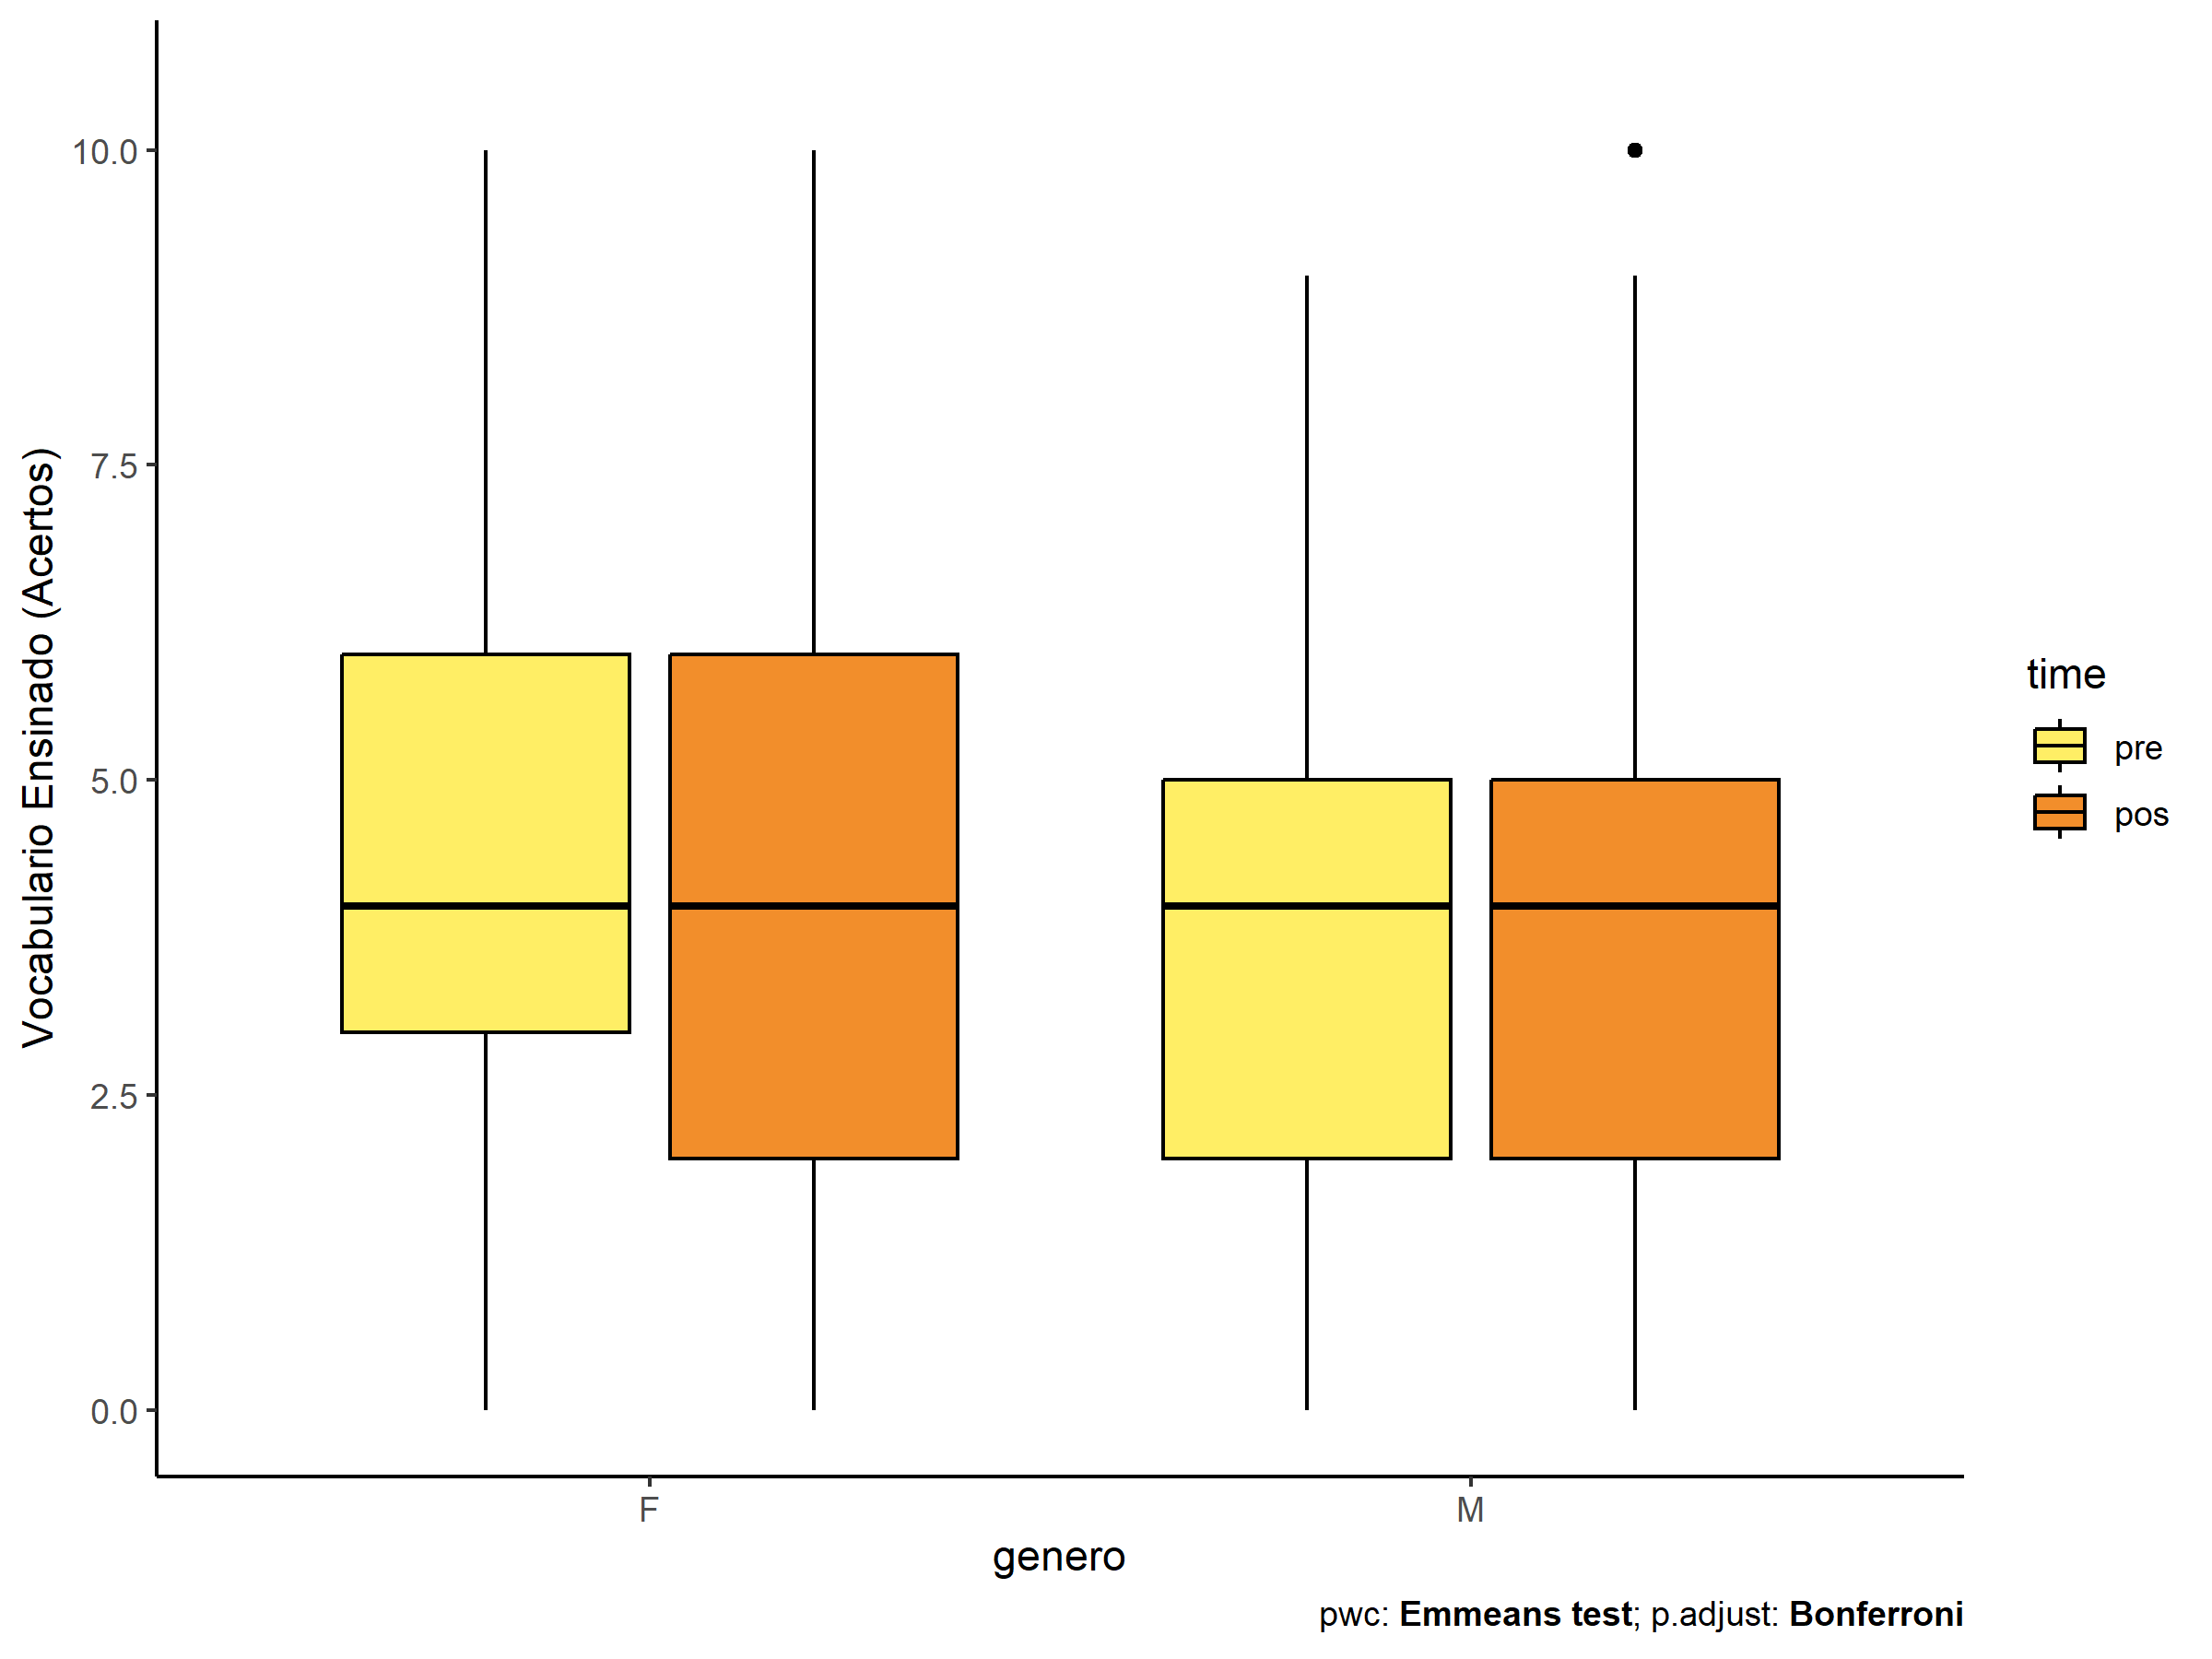 Vocabulario Ensinado (Acertos)
10.0
7.5
5.0
2.5
0.0
F
M
genero
time
pre
pos
pwc: Emmeans test; p.adjust: Bonferroni